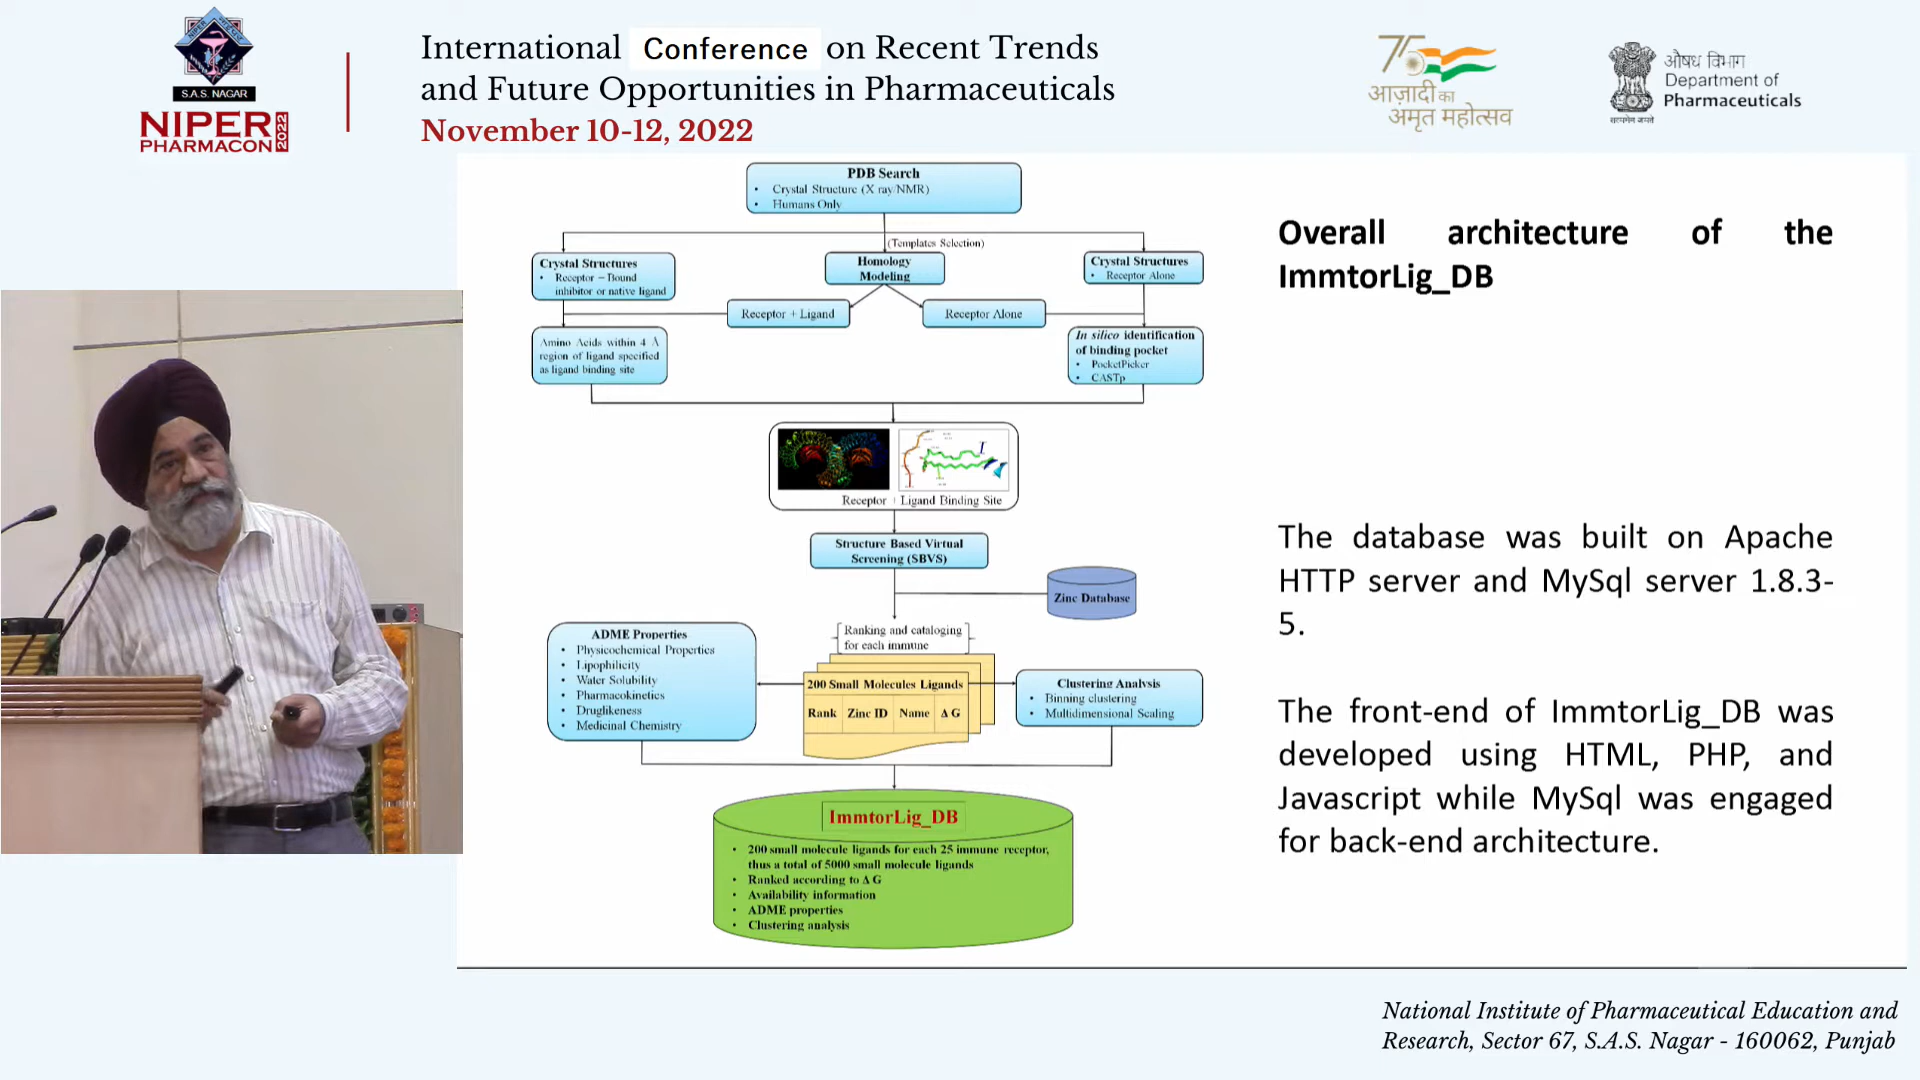 S.A.S. NAGAR
NIPER
PHARMACON 2022
International Conference on Recent Trends
and Future Opportunities in Pharmaceuticals
November 10-12, 2022
75
आज़ादी का
अमृत महोत्सव
औषध विभाग
Department of
Pharmaceuticals
सत्यमेव जयते
PDB Search
• Crystal Structure (X ray/NMR)
• Humans Only
(Templates Selection)
Crystal Structures
• Receptor – Bound
inhibitor or native ligand
Homology
Modeling
Crystal Structures
• Receptor Alone
Receptor + Ligand
Receptor Alone
Amino Acids within 4 Å
region of ligand specified
as ligand binding site
In silico identification
of binding pocket
• PocketPicker
• CASTp
Receptor + Ligand Binding Site
Structure Based Virtual
Screening (SBVS)
Zinc Database
Ranking and cataloging
for each immune
ADME Properties
• Physicochemical Properties
• Lipophilicity
• Water Solubility
• Pharmacokinetics
• Druglikeness
• Medicinal Chemistry
200 Small Molecules Ligands
Rank Zinc ID Name Δ G
Clustering Analysis
• Binning clustering
• Multidimensional Scaling
ImmtorLig_DB
• 200 small molecule ligands for each 25 immune receptor,
thus a total of 5000 small molecule ligands
• Ranked according to Δ G
• Availability information
• ADME properties
• Clustering analysis
Overall architecture of the
ImmtorLig_DB
The database was built on Apache
HTTP server and MySql server 1.8.3-
5.
The front-end of ImmtorLig_DB was
developed using HTML, PHP, and
Javascript while MySql was engaged
for back-end architecture.
National Institute of Pharmaceutical Education and
Research, Sector 67, S.A.S. Nagar - 160062, Punjab